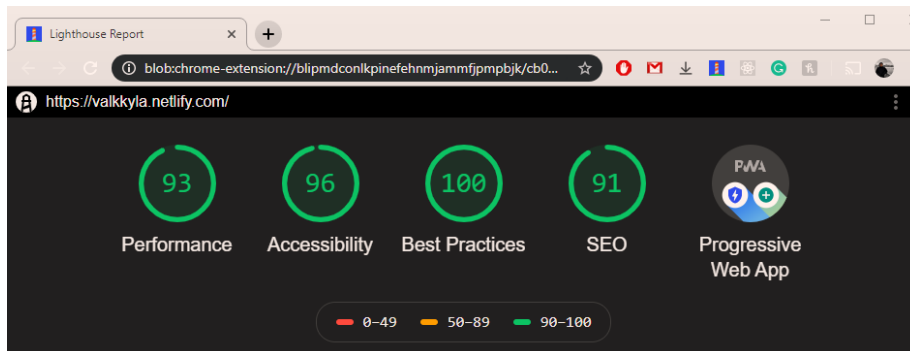 Lighthouse Report
blob:chrome-extension://blipmdconlkpinefehnmjammfjpmpbjk/cb0...
https://valkkyla.netlify.com/
93 96 100 91 PWA
Performance Accessibility Best Practices SEO Progressive
Web App
0–49 50–89 90–100